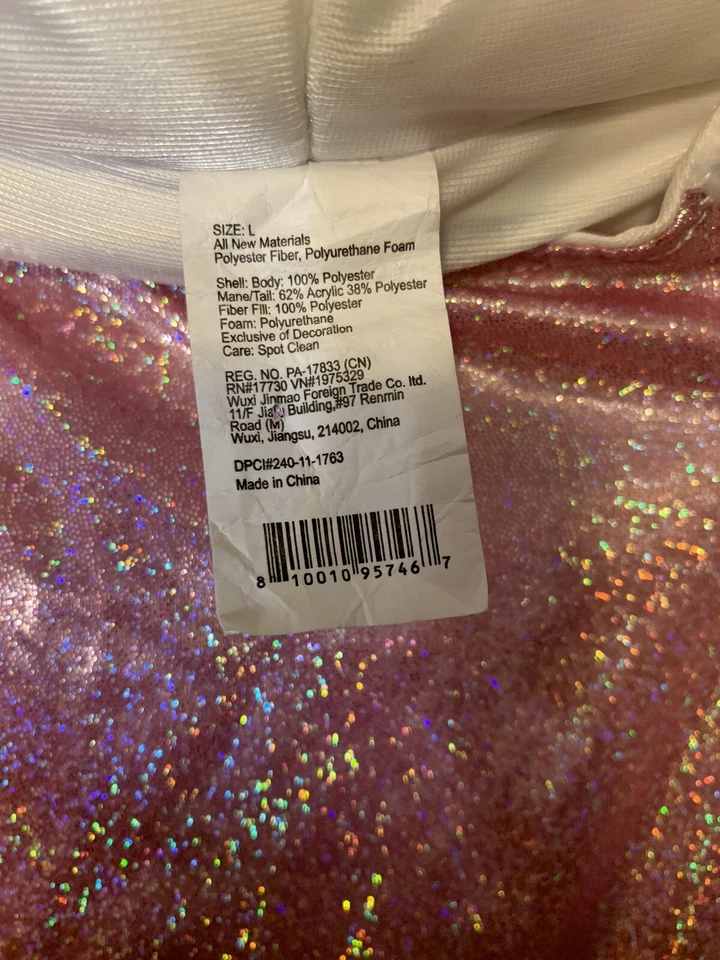 SIZE: L
All New Materials
Polyester Fiber, Polyurethane Foam
Shell: Body: 100% Polyester
Mane/Tail: 62% Acrylic 38% Polyester
Fiber Fill: 100% Polyester
Foam: Polyurethane
Exclusive of Decoration
Care: Spot Clean
REG. NO. PA-17833 (CN)
RN#17730 VN#1975329
Wuxi Jinmao Foreign Trade Co. ltd.
11/F Building,#97 Renmin
Road (M)
Wuxi, Jiangsu, 214002, China
DPCI#240-11-1763
Made in China
8 10010 95746 7